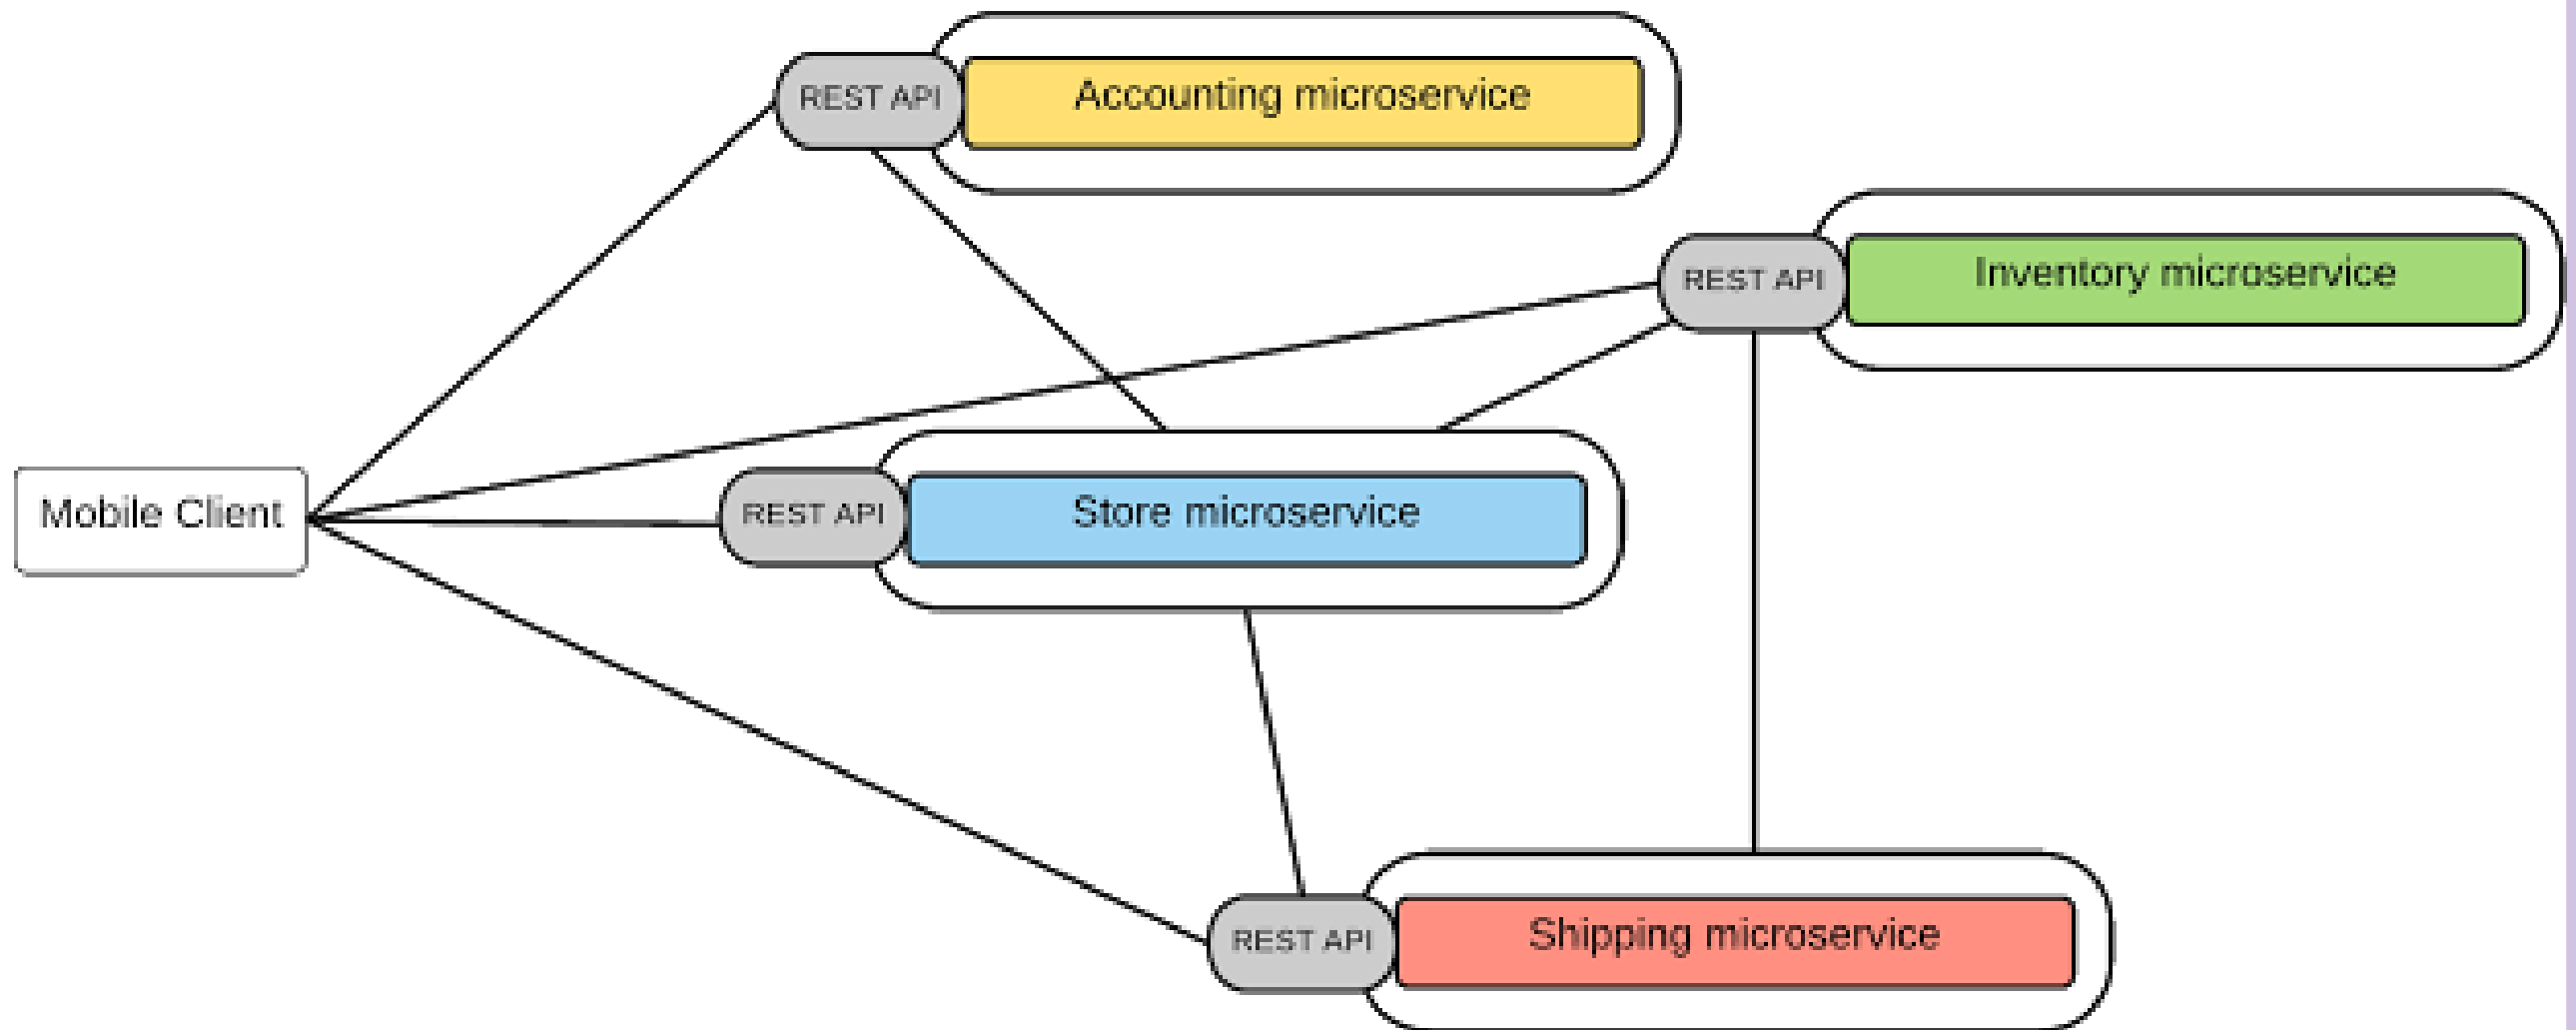 REST API
Accounting microservice
REST API
Inventory microservice
Mobile Client
REST API
Store microservice
REST API
Shipping microservice